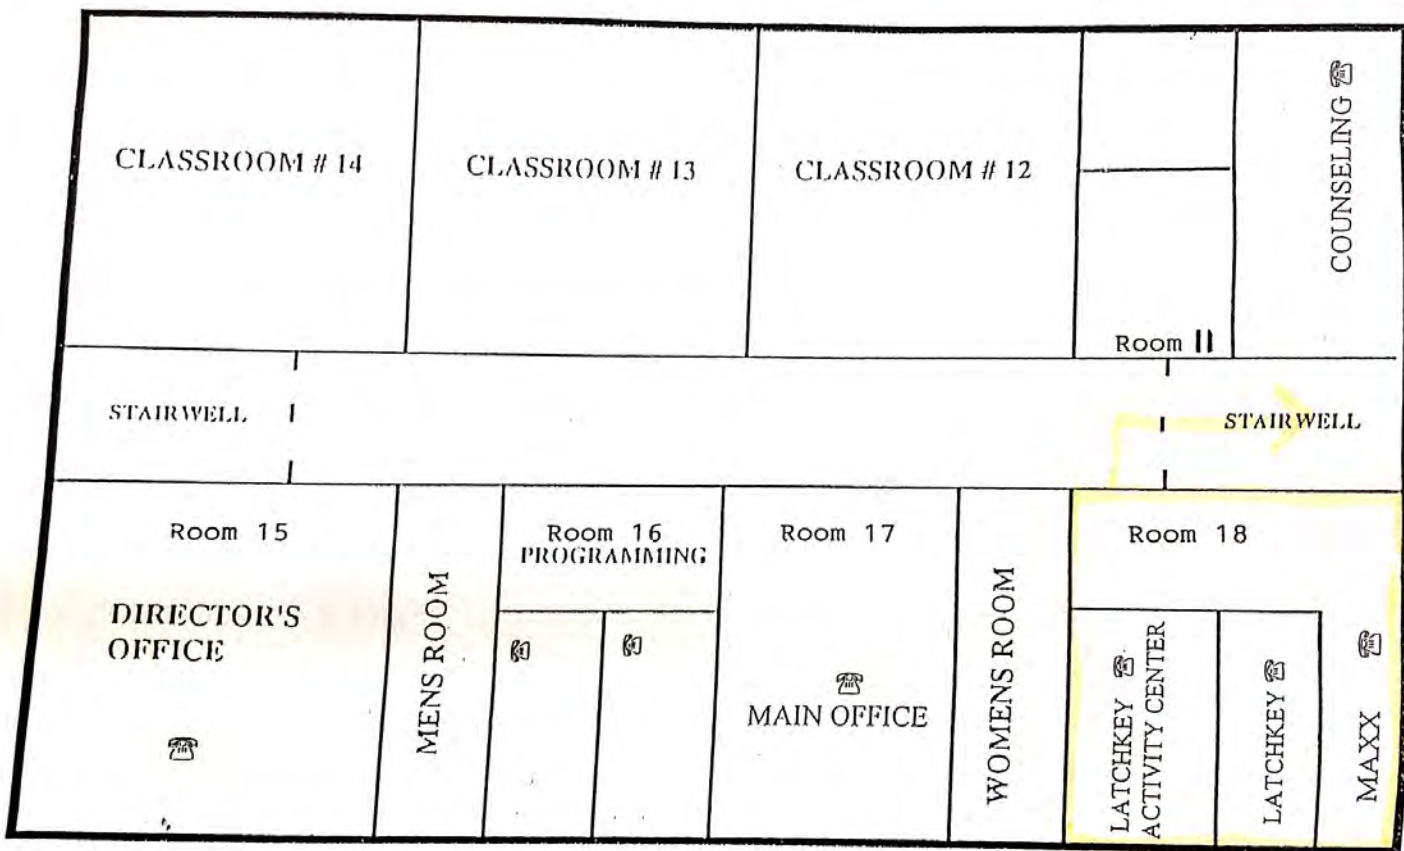 CLASSROOM # 14
CLASSROOM # 13
CLASSROOM # 12
Room 11
COUNSELING ☎
STAIRWELL
STAIRWELL
Room 15
DIRECTOR'S
OFFICE
☎
MENS ROOM
Room 16
PROGRAMMING
☎
☎
Room 17
☎
MAIN OFFICE
WOMENS ROOM
Room 18
LATCHKEY ☎
ACTIVITY CENTER
LATCHKEY ☎
MAXX ☎